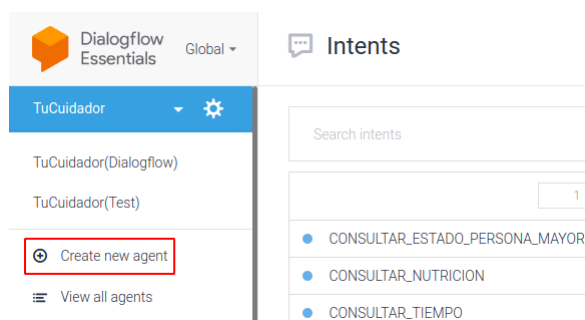 Dialogflow
Essentials
Global
Intents
TuCuidador
TuCuidador(Dialogflow)
TuCuidador(Test)
Create new agent
View all agents
Search intents
1
CONSULTAR_ESTADO_PERSONA_MAYOR
CONSULTAR_NUTRICION
CONSULTAR_TIEMPO